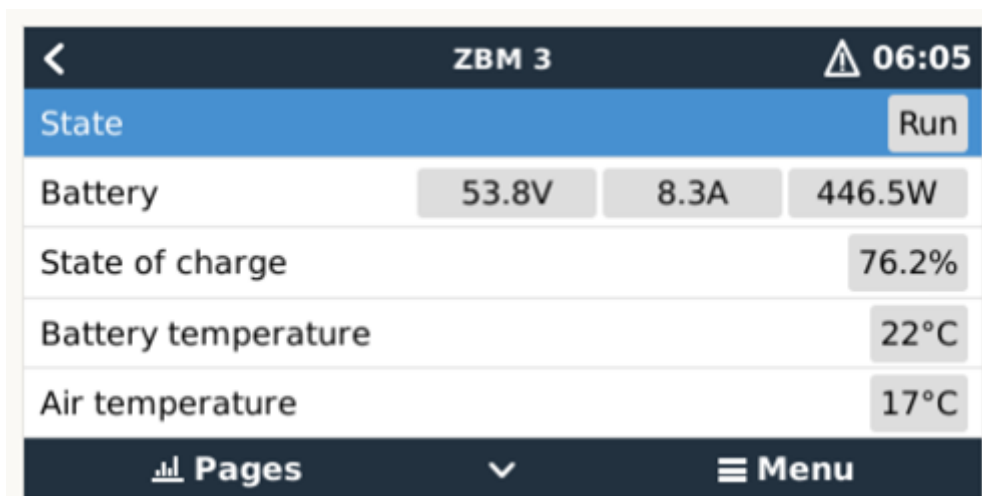 ZBM 3 06:05
State Run
Battery 53.8V 8.3A 446.5W
State of charge 76.2%
Battery temperature 22°C
Air temperature 17°C
Pages Menu